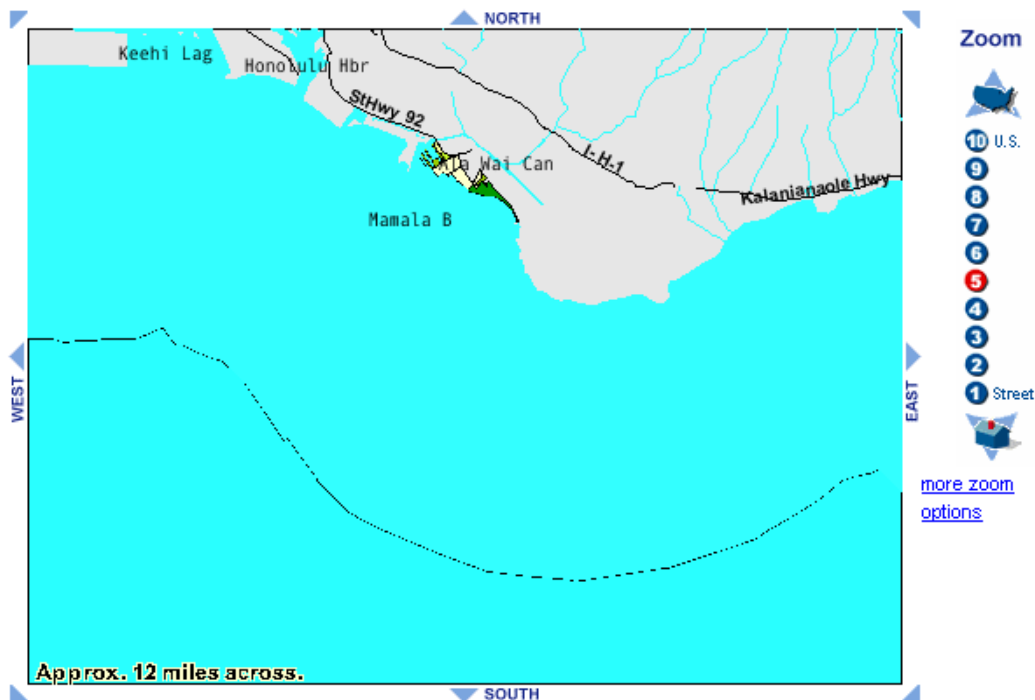 NORTH
Zoom
Keehi Lag
Honolulu Hbr
StHwy 92
Ala Wai Can
I-H-1
Kalanianaole Hwy
Mamala B
10 U.S.
9
8
7
6
5
4
3
2
1 Street
WEST
EAST
more zoom
options
Approx. 12 miles across.
SOUTH